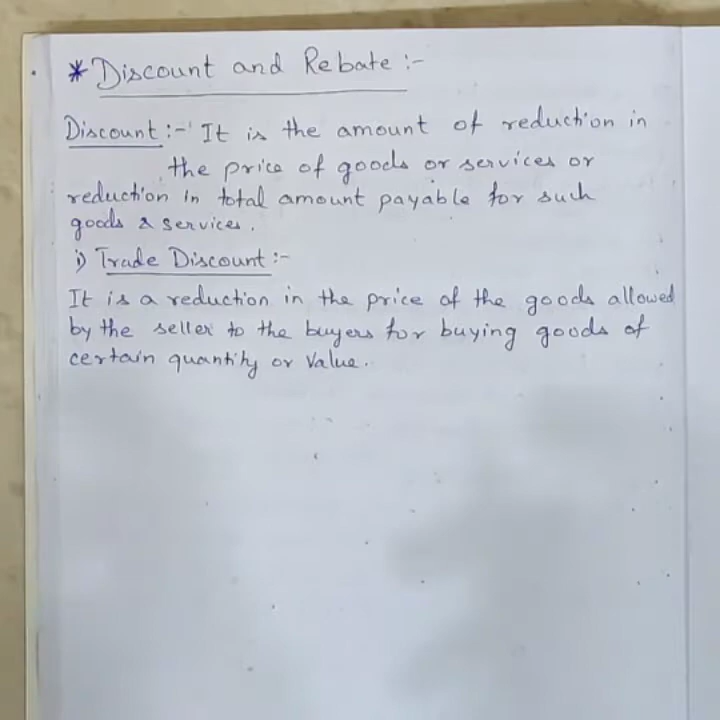 * Discount and Rebate :-
Discount :- It is the amount of reduction in
the price of goods or services or
reduction in total amount payable for such
goods & services.
i) Trade Discount :-
It is a reduction in the price of the goods allowed
by the seller to the buyers for buying goods of
certain quantity or value.